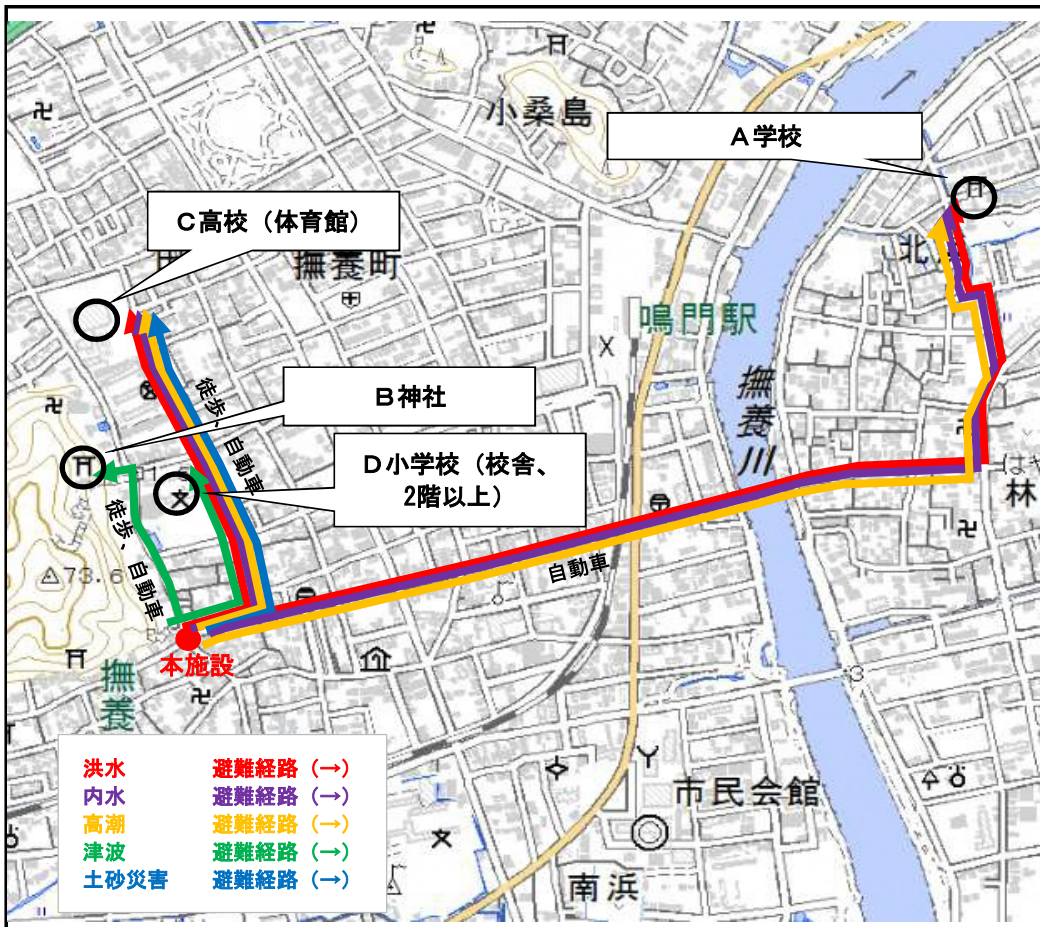 小桑島
A学校
C高校（体育館）
撫養町
北
鳴門駅
撫養川
B神社
D小学校（校舎、
2階以上）
徒歩、自動車
徒歩、自動車
73.6
自動車
林
本施設
撫養
市民会館
南浜
洪水 避難経路（→）
内水 避難経路（→）
高潮 避難経路（→）
津波 避難経路（→）
土砂災害 避難経路（→）